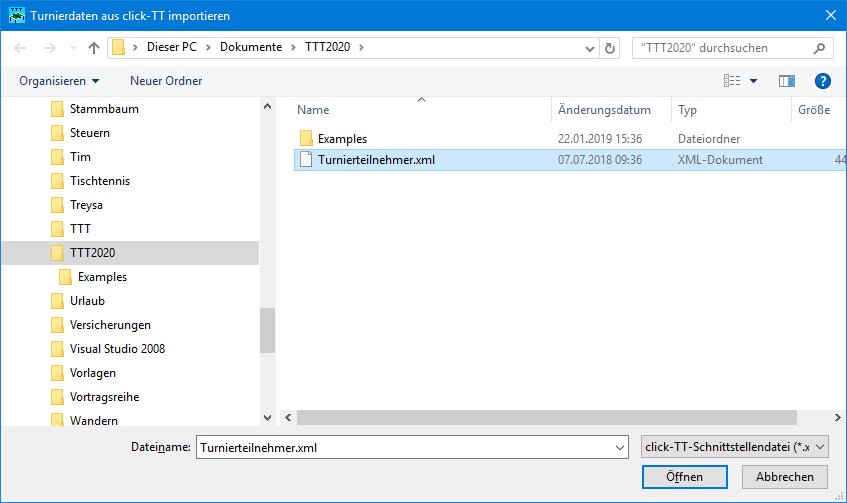 Turnierdaten aus click-TT importieren
Dieser PC Dokumente TTT2020
"TTT2020" durchsuchen
Organisieren Neuer Ordner
?
Stammbaum
Steuern
Tim
Tischtennis
Treysa
TTT
TTT2020
Examples
Urlaub
Versicherungen
Visual Studio 2008
Vorlagen
Vortragsreihe
Wandern
Name Änderungsdatum Typ Größe
Examples 22.01.2019 15:36 Dateiordner
Turnierteilnehmer.xml 07.07.2018 09:36 XML-Dokument 44
Dateiname: Turnierteilnehmer.xml click-TT-Schnittstellendatei (*.x
Öffnen Abbrechen